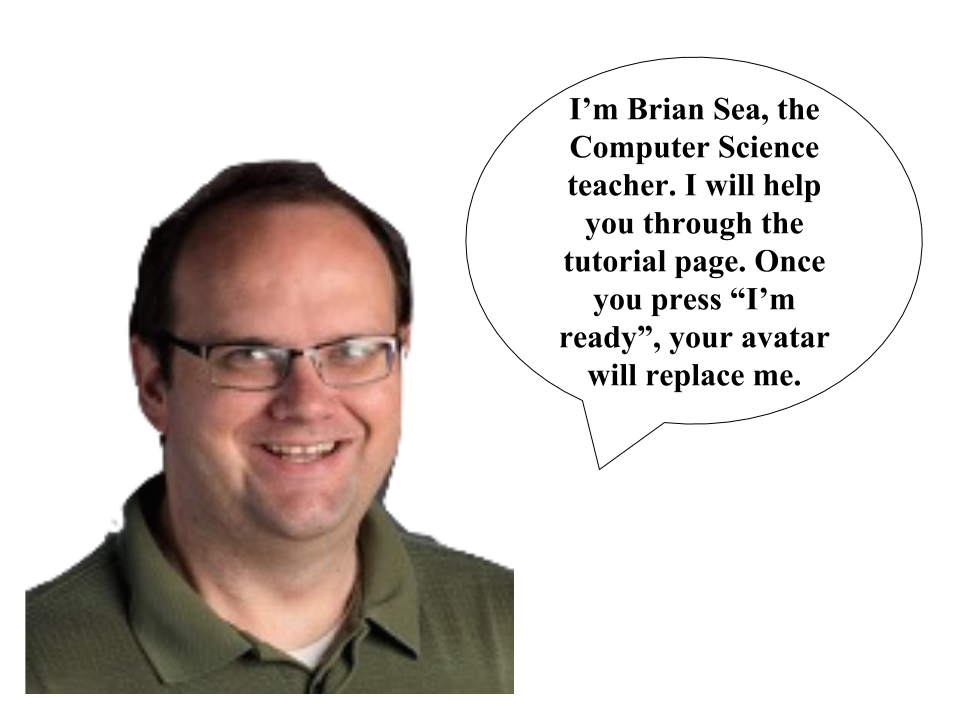 I’m Brian Sea, the
Computer Science
teacher. I will help
you through the
tutorial page. Once
you press “I’m
ready”, your avatar
will replace me.